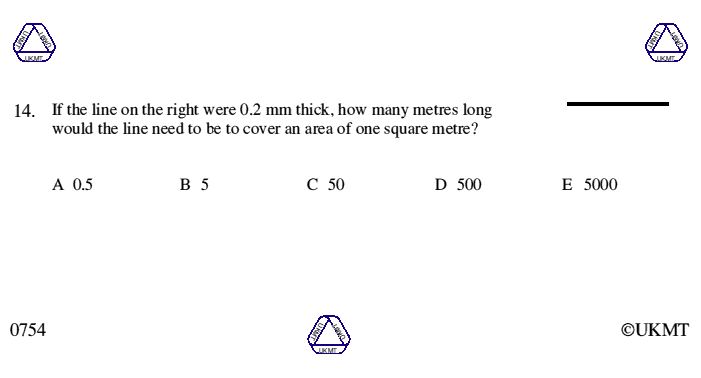 UKMT UKMT UKMT
UKMT UKMT UKMT
14. If the line on the right were 0.2 mm thick, how many metres long
would the line need to be to cover an area of one square metre?
A 0.5 B 5 C 50 D 500 E 5000
0754
UKMT UKMT UKMT
©UKMT